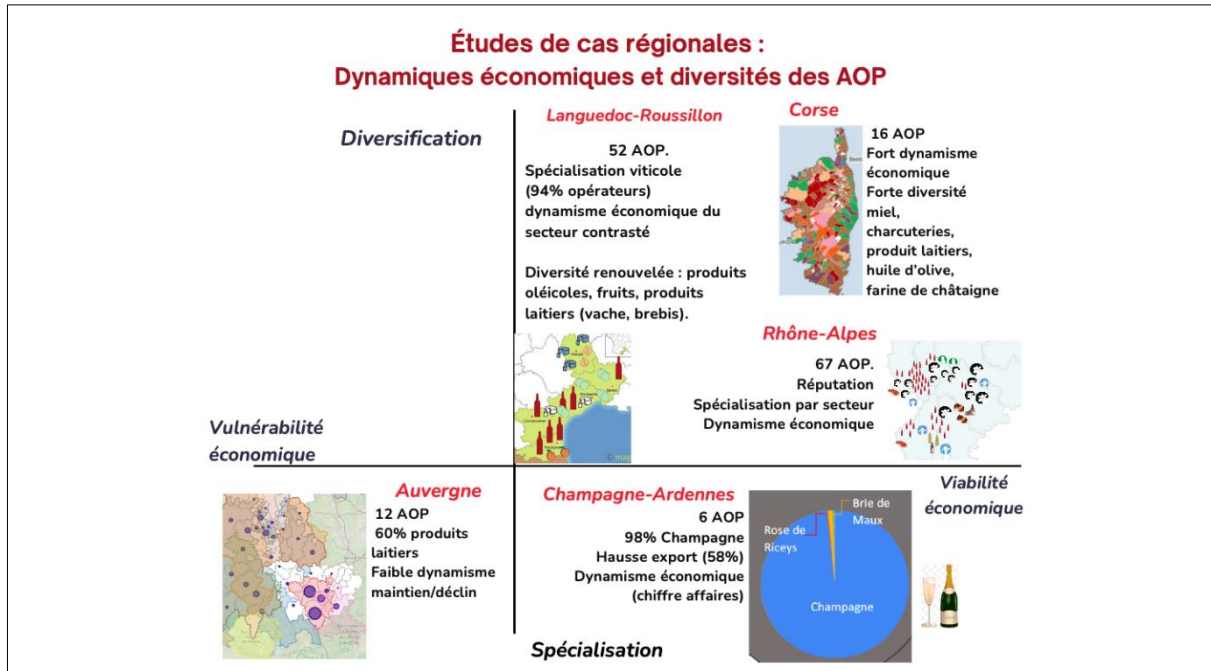 Études de cas régionales :
Dynamiques économiques et diversités des AOP
Diversification
Languedoc-Roussillon
52 AOP.
Spécialisation viticole
(94% opérateurs)
dynamisme économique du
secteur contrasté
Diversité renouvelée : produits
oléicoles, fruits, produits
laitiers (vache, brebis).
Corse
16 AOP
Fort dynamisme
économique
Forte diversité
miel,
charcuteries,
produit laitiers,
huile d'olive,
farine de châtaigne
Rhône-Alpes
67 AOP.
Réputation
Spécialisation par secteur
Dynamisme économique
Vulnérabilité
économique
Viabilité
économique
Auvergne
12 AOP
60% produits
laitiers
Faible dynamisme
maintien/déclin
Champagne-Ardennes
6 AOP
98% Champagne
Hausse export (58%)
Dynamisme économique
(chiffre affaires)
Rose de
Riceys
Brie de
Maux
Champagne
Spécialisation